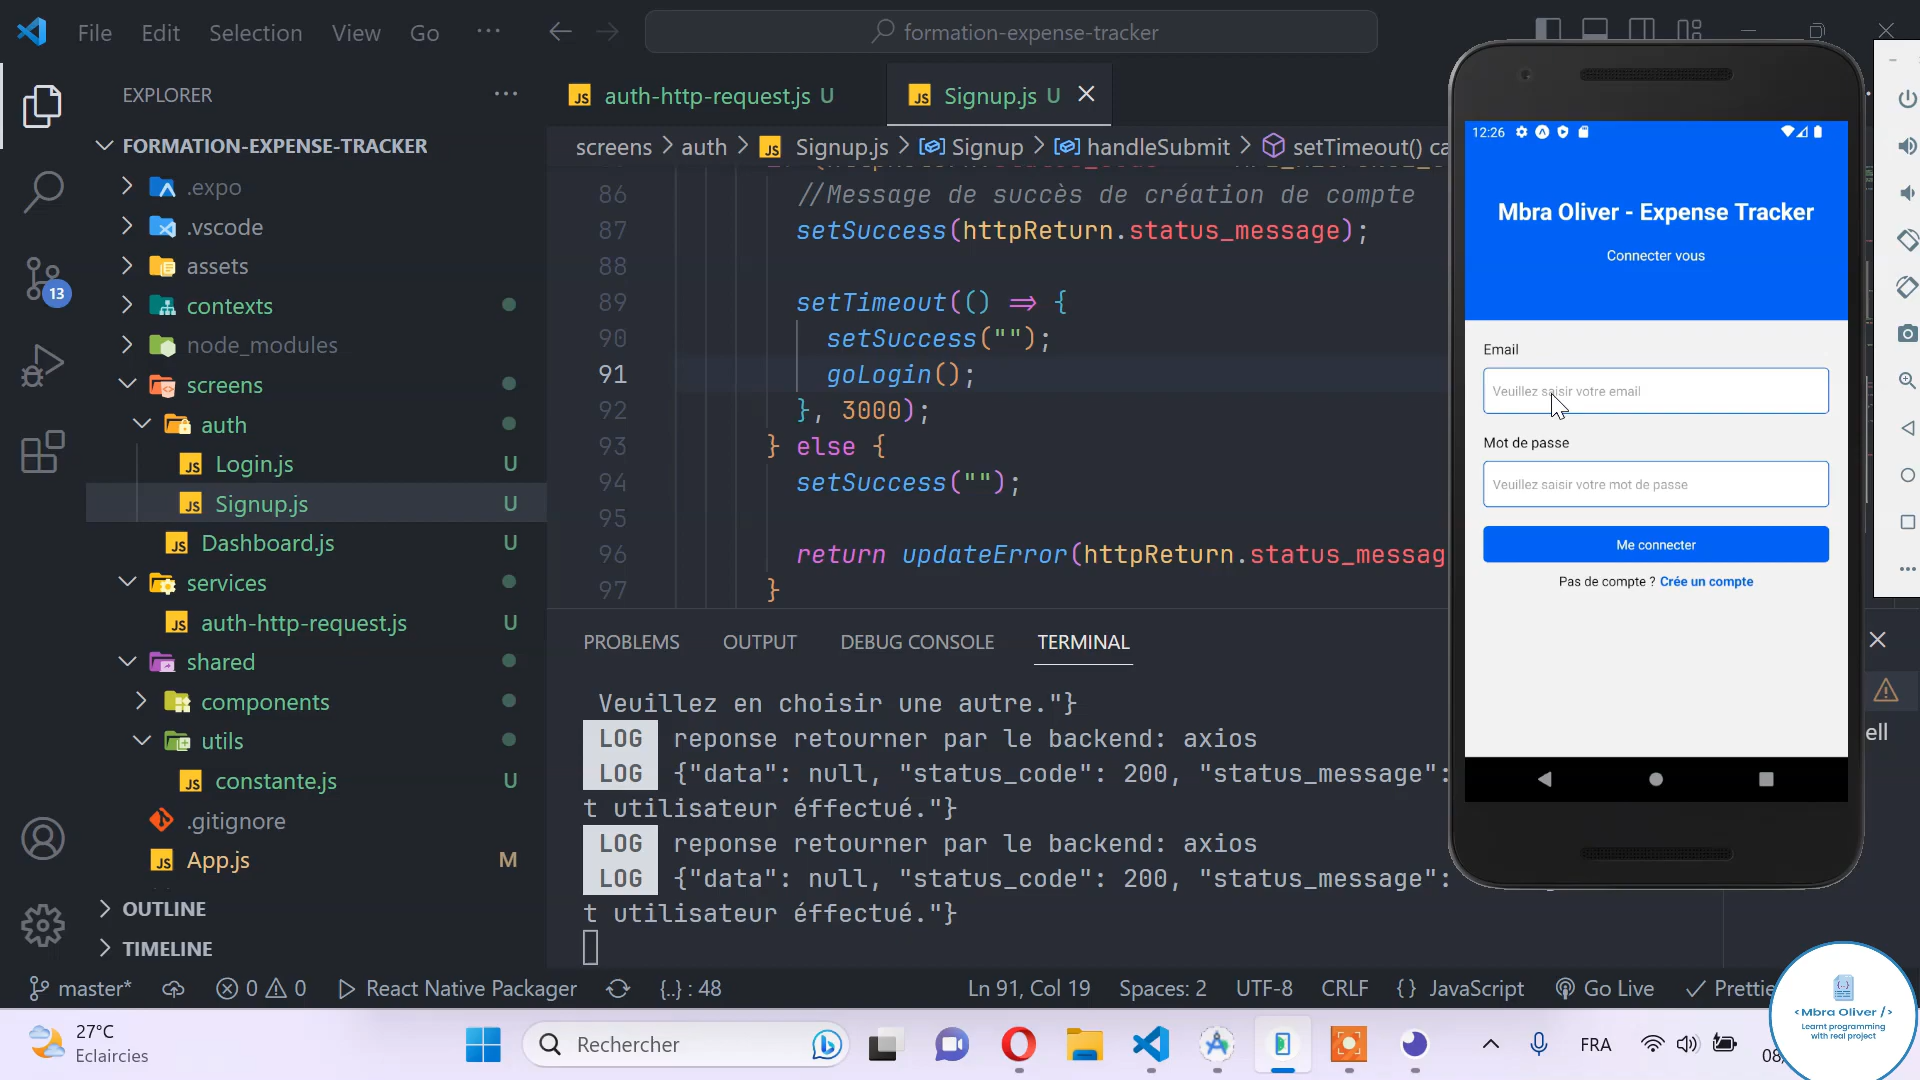 File Edit Selection View Go ··· formation-expense-tracker
EXPLORER
FORMATION-EXPENSE-TRACKER
.expo
.vscode
assets
contexts
node_modules
screens
auth
Login.js U
Signup.js U
Dashboard.js U
services
auth-http-request.js U
shared
components
utils
constante.js U
.gitignore
App.js M
OUTLINE
TIMELINE
13
auth-http-request.js U
Signup.js U
screens > auth > Signup.js > Signup > handleSubmit > setTimeout() ca
86 //Message de succès de création de compte
87 setSuccess(httpReturn.status_message);
88
89 setTimeout(() => {
90 setSuccess("");
91 goLogin();
92 }, 3000);
93 } else {
94 setSuccess("");
95
96 return updateError(httpReturn.status_messag
97 }
PROBLEMS OUTPUT DEBUG CONSOLE TERMINAL
Veuillez en choisir une autre."}
LOG reponse retourner par le backend: axios
LOG {"data": null, "status_code": 200, "status_message":
t utilisateur éffectué."}
LOG reponse retourner par le backend: axios
LOG {"data": null, "status_code": 200, "status_message":
t utilisateur éffectué."}
ell
12:26
Mbra Oliver - Expense Tracker
Connecter vous
Email
Veuillez saisir votre email
Mot de passe
Veuillez saisir votre mot de passe
Me connecter
Pas de compte ? Crée un compte
master* 0 0 React Native Packager {..} : 48 Ln 91, Col 19 Spaces: 2 UTF-8 CRLF {} JavaScript Go Live Prettie
27°C
Eclaircies
Rechercher
FRA
08
<Mbra Oliver />
Learnt programming
with real project